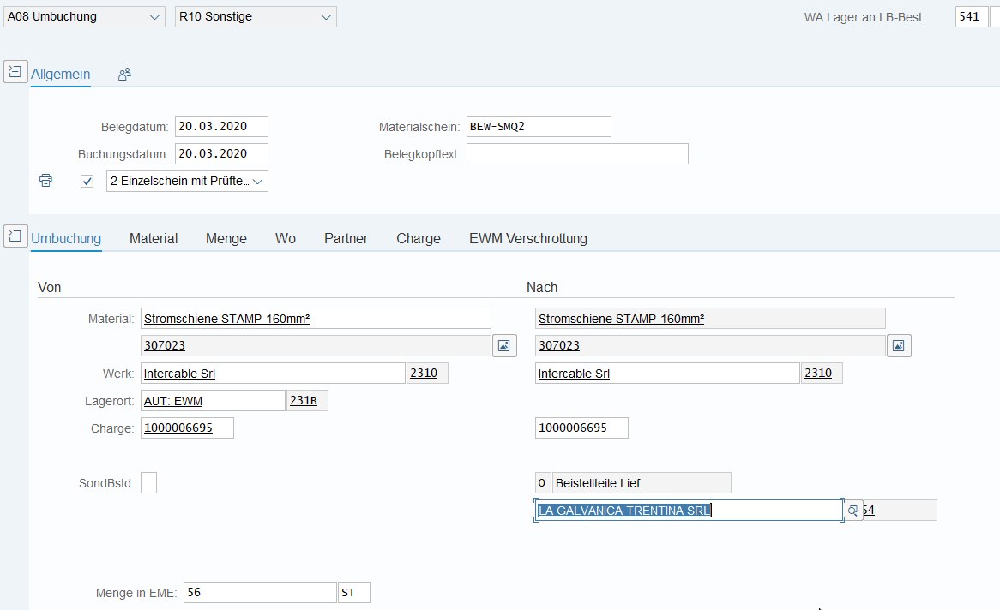 A08 Umbuchung R10 Sonstige WA Lager an LB-Best 541
Allgemein
Belegdatum: 20.03.2020 Materialschein: BEW-SMQ2
Buchungsdatum: 20.03.2020 Belegkopftext:
2 Einzelschein mit Prüfte...
Umbuchung Material Menge Wo Partner Charge EWM Verschrottung
Von Nach
Material: Stromschiene STAMP-160mm² Stromschiene STAMP-160mm²
307023 307023
Werk: Intercable Srl 2310 Intercable Srl 2310
Lagerort: AUT: EWM 231B
Charge: 1000006695 1000006695
SondBstd: O Beistellteile Lief.
LA GALVANICA TRENTINA SRL 54
Menge in EME: 56 ST